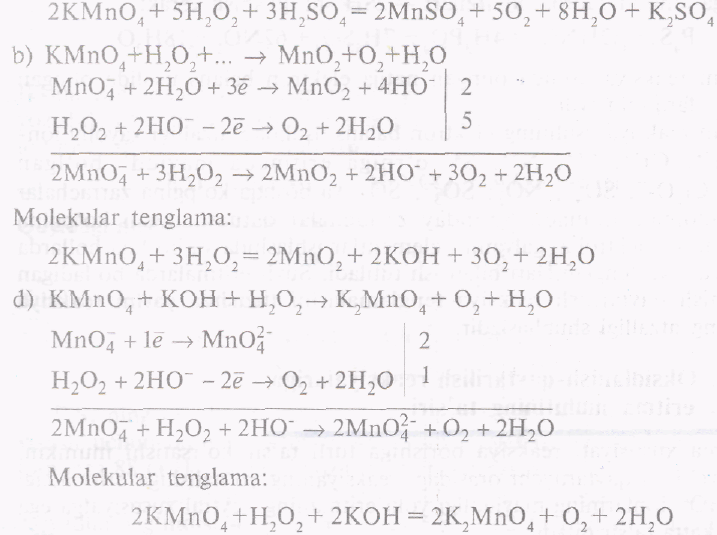 2KMnO₄ + 5H₂O₂ + 3H₂SO₄ = 2MnSO₄ + 5O₂ + 8H₂O + K₂SO₄
b) KMnO₄+H₂O₂+... → MnO₂+O₂+H₂O
MnO₄⁻ + 2H₂O + 3e̅ → MnO₂ + 4HO⁻ | 2
H₂O₂ + 2HO⁻ − 2e̅ → O₂ + 2H₂O | 5
2MnO₄⁻ + 3H₂O₂ → 2MnO₂ + 2HO⁻ + 3O₂ + 2H₂O
Molekular tenglama:
2KMnO₄ + 3H₂O₂ = 2MnO₂ + 2KOH + 3O₂ + 2H₂O
d) KMnO₄ + KOH + H₂O₂ → K₂MnO₄ + O₂ + H₂O
MnO₄⁻ + 1e̅ → MnO₄²⁻ | 2
H₂O₂ + 2HO⁻ − 2e̅ → O₂ + 2H₂O | 1
2MnO₄⁻ + H₂O₂ + 2HO⁻ → 2MnO₄²⁻ + O₂ + 2H₂O
Molekular tenglama:
2KMnO₄+H₂O₂ + 2KOH = 2K₂MnO₄ + O₂ + 2H₂O